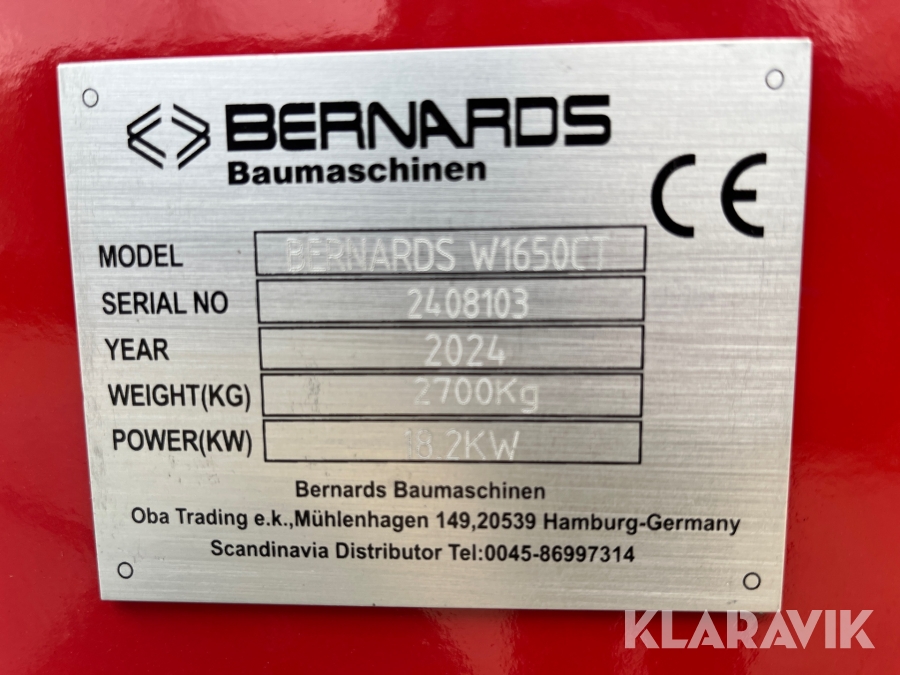 KLARAVIK
BERNARDS
Baumaschinen
CE
MODEL BERNARDS W1650CT
SERIAL NO 2408103
YEAR 2024
WEIGHT(KG) 2700Kg
POWER(KW) 18.2KW
Bernards Baumaschinen
Oba Trading e.k.,Mühlenhagen 149,20539 Hamburg-Germany
Scandinavia Distributor Tel:0045-86997314
KLARAVIK